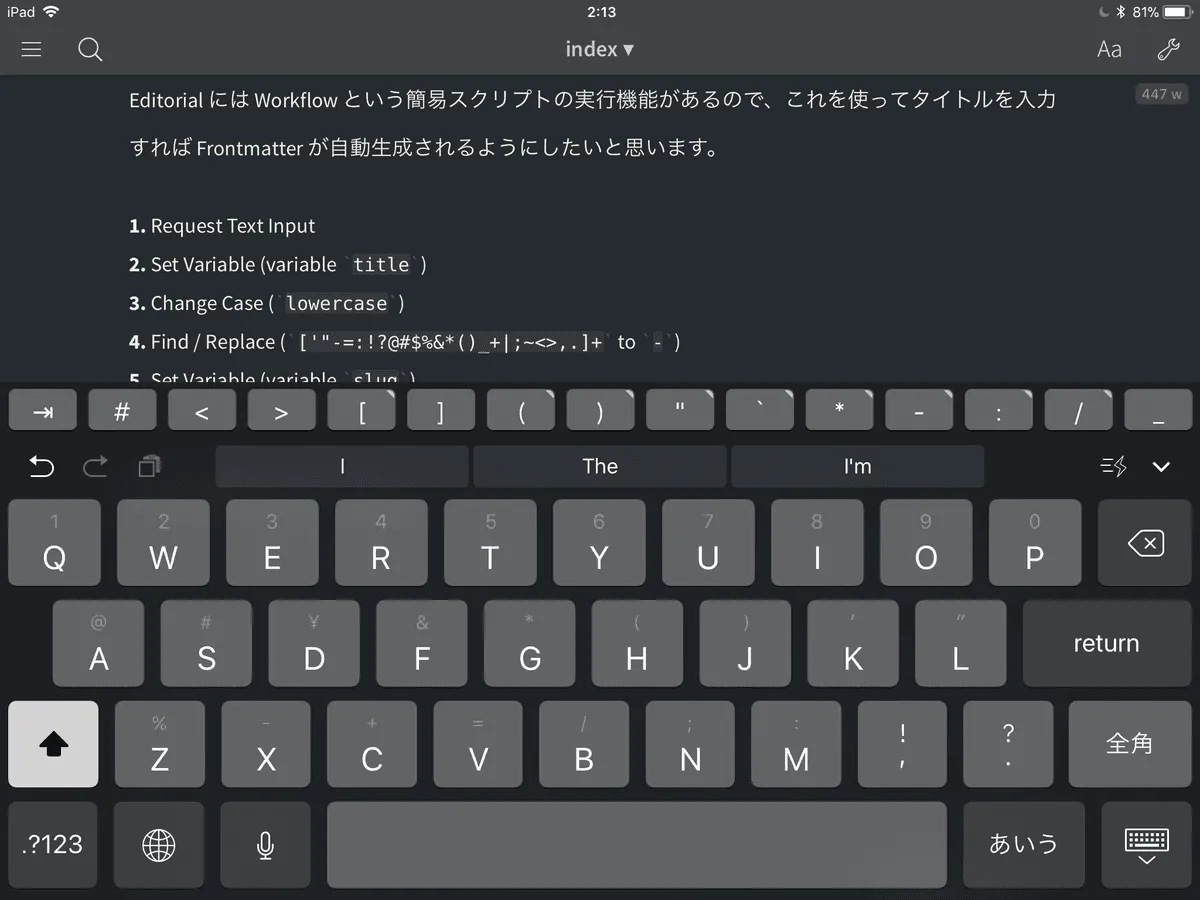 iPad 2:13 81%
index ▾ Aa
Editorial には Workflow という簡易スクリプトの実行機能があるので、これを使ってタイトルを入力
447 w
すれば Frontmatter が自動生成されるようにしたいと思います。
1. Request Text Input
2. Set Variable (variable `title`)
3. Change Case (`lowercase`)
4. Find / Replace (`['"-=:!?@#$%&*()_+|;~<>,.]+` to `-`)
5. Set Variable (variable `slug`)
⇥ # < > [ ] ( ) " ` * - : / _
I The I'm
1 2 3 4 5 6 7 8 9 0
Q W E R T Y U I O P
@ # ¥ & * ( ) ' "
A S D F G H J K L return
% - + = / ; : ! ?
Z X C V B N M , . 全角
.?123 あいう